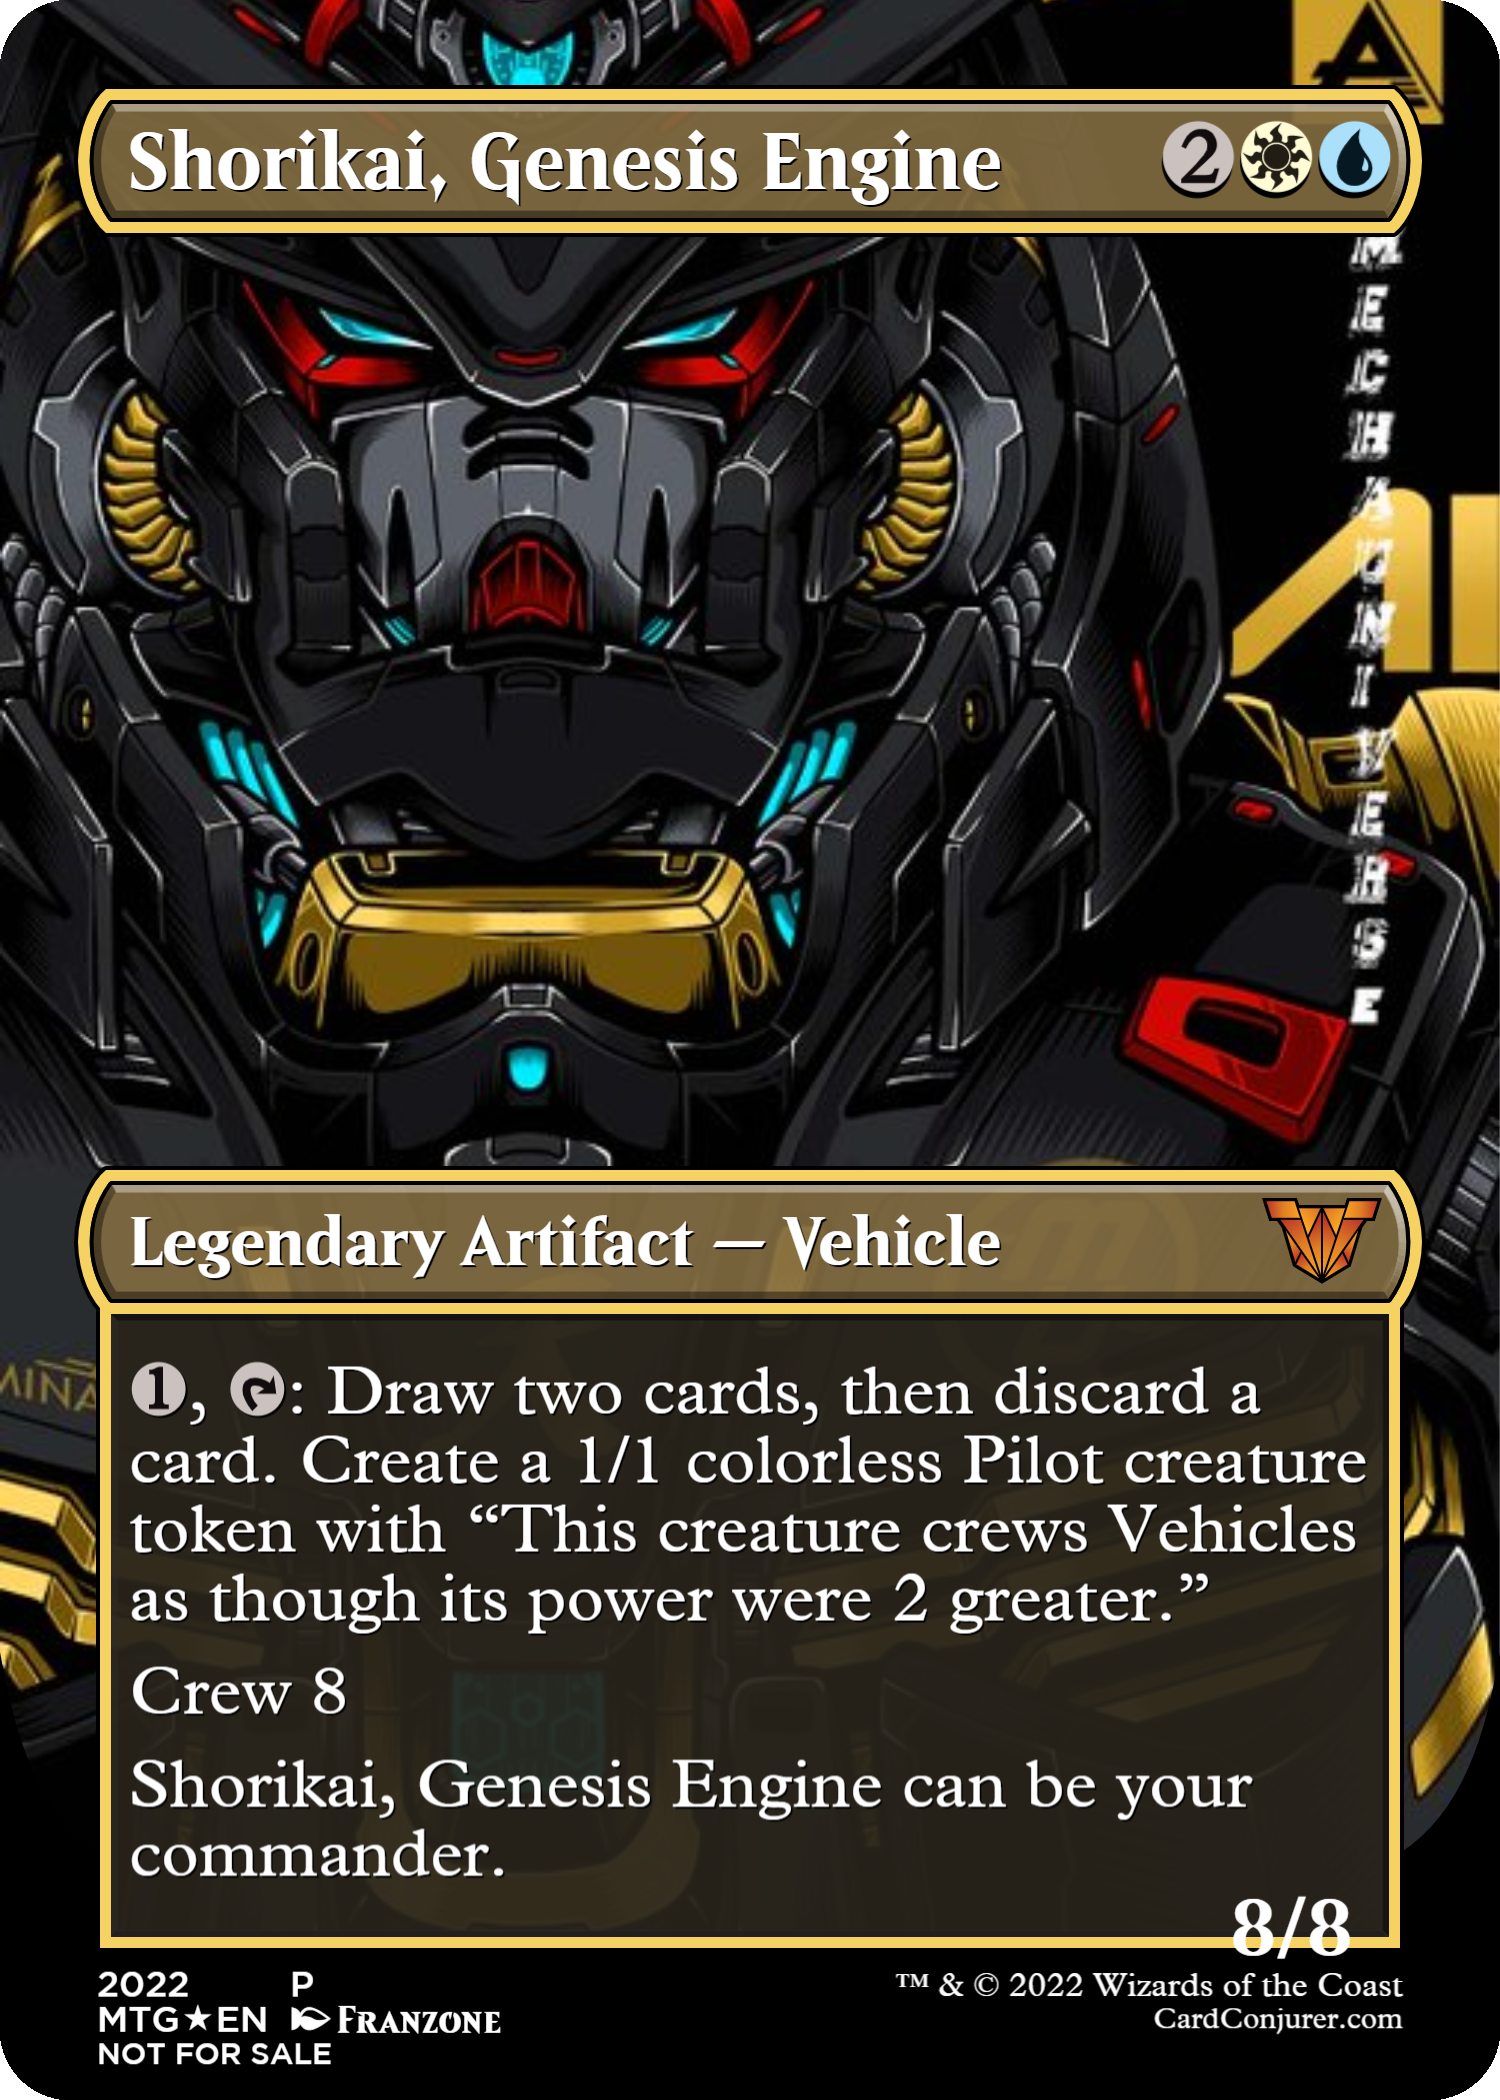 Shorikai, Genesis Engine 2
MECHAUNIVERSE
Legendary Artifact — Vehicle
1, : Draw two cards, then discard a
card. Create a 1/1 colorless Pilot creature
token with “This creature crews Vehicles
as though its power were 2 greater.”
Crew 8
Shorikai, Genesis Engine can be your
commander.
8/8
2022 P
MTG★EN FRANZONE
NOT FOR SALE
™ & © 2022 Wizards of the Coast
CardConjurer.com